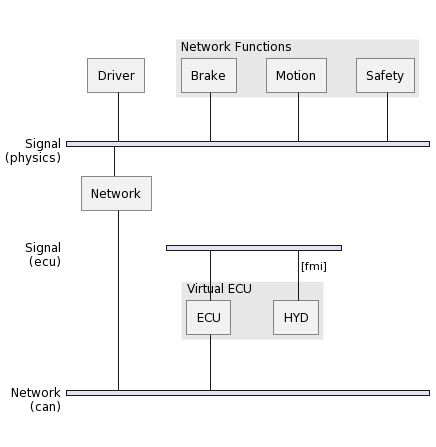 Network Functions
Driver
Brake
Motion
Safety
Signal
(physics)
Network
Signal
(ecu)
[fmi]
Virtual ECU
ECU
HYD
Network
(can)